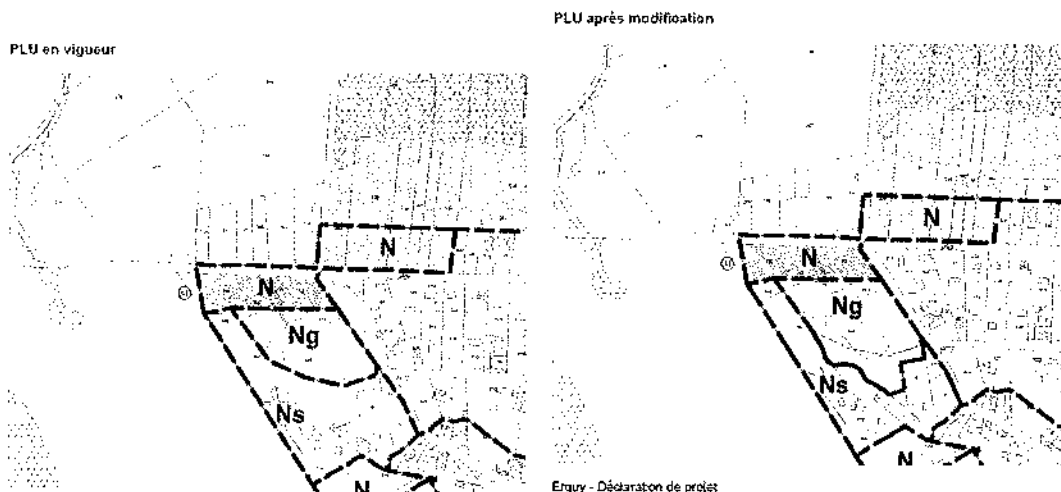 PLU en vigueur
N
N
Ng
Ns
N
PLU après modification
N
N
Ng
Ns
N
Erquy - Déclaration de projet